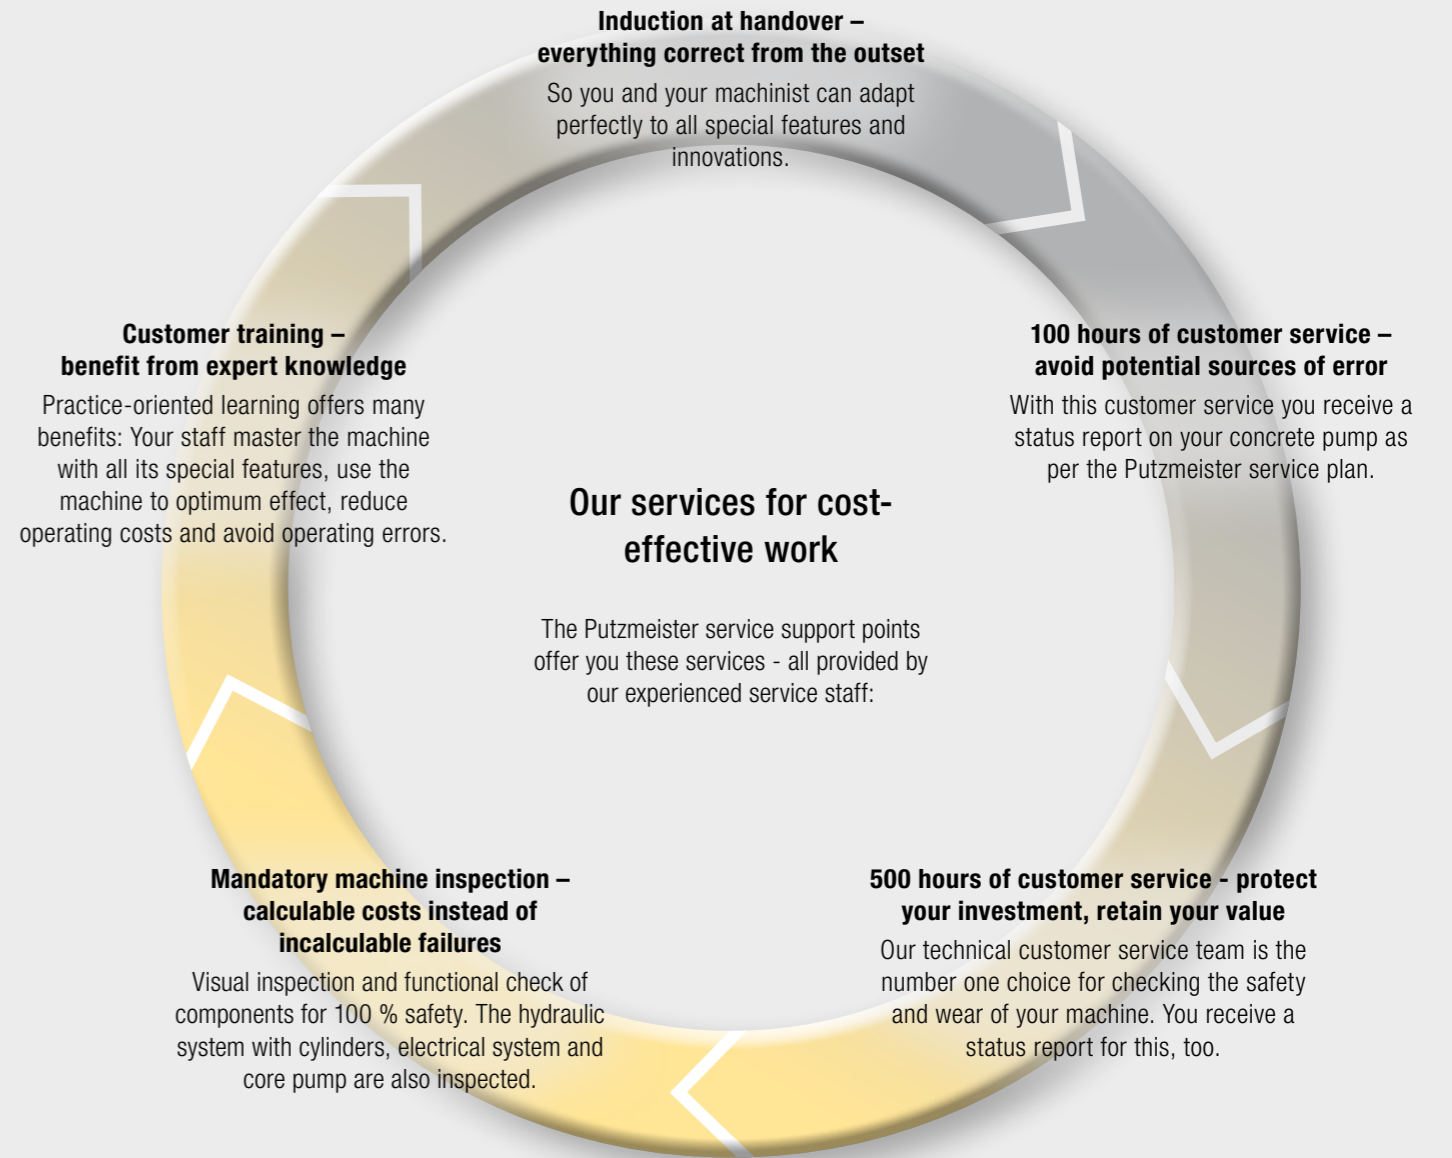 Induction at handover –
everything correct from the outset
So you and your machinist can adapt
perfectly to all special features and
innovations.
100 hours of customer service –
avoid potential sources of error
With this customer service you receive a
status report on your concrete pump as
per the Putzmeister service plan.
500 hours of customer service - protect
your investment, retain your value
Our technical customer service team is the
number one choice for checking the safety
and wear of your machine. You receive a
status report for this, too.
Mandatory machine inspection –
calculable costs instead of
incalculable failures
Visual inspection and functional check of
components for 100 % safety. The hydraulic
system with cylinders, electrical system and
core pump are also inspected.
Customer training –
benefit from expert knowledge
Practice-oriented learning offers many
benefits: Your staff master the machine
with all its special features, use the
machine to optimum effect, reduce
operating costs and avoid operating errors.
Our services for cost-
effective work
The Putzmeister service support points
offer you these services - all provided by
our experienced service staff: